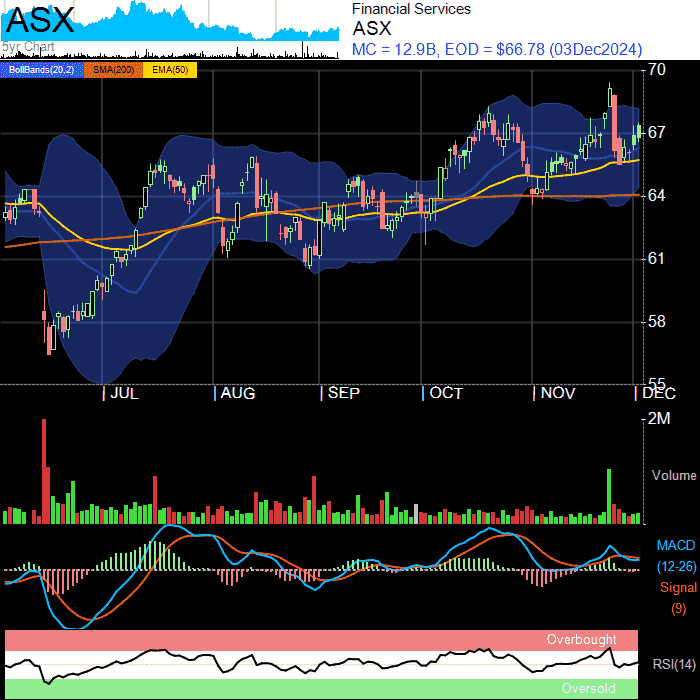 ASX
5yr Chart
Financial Services
ASX
MC = 12.9B, EOD = $66.78 (03Dec2024)
BollBands(20,2) SMA(200) EMA(50)
70
67
64
61
58
55
JUL AUG SEP OCT NOV DEC
2M
Volume
MACD
(12-26)
Signal
(9)
Overbought
RSI(14)
Oversold